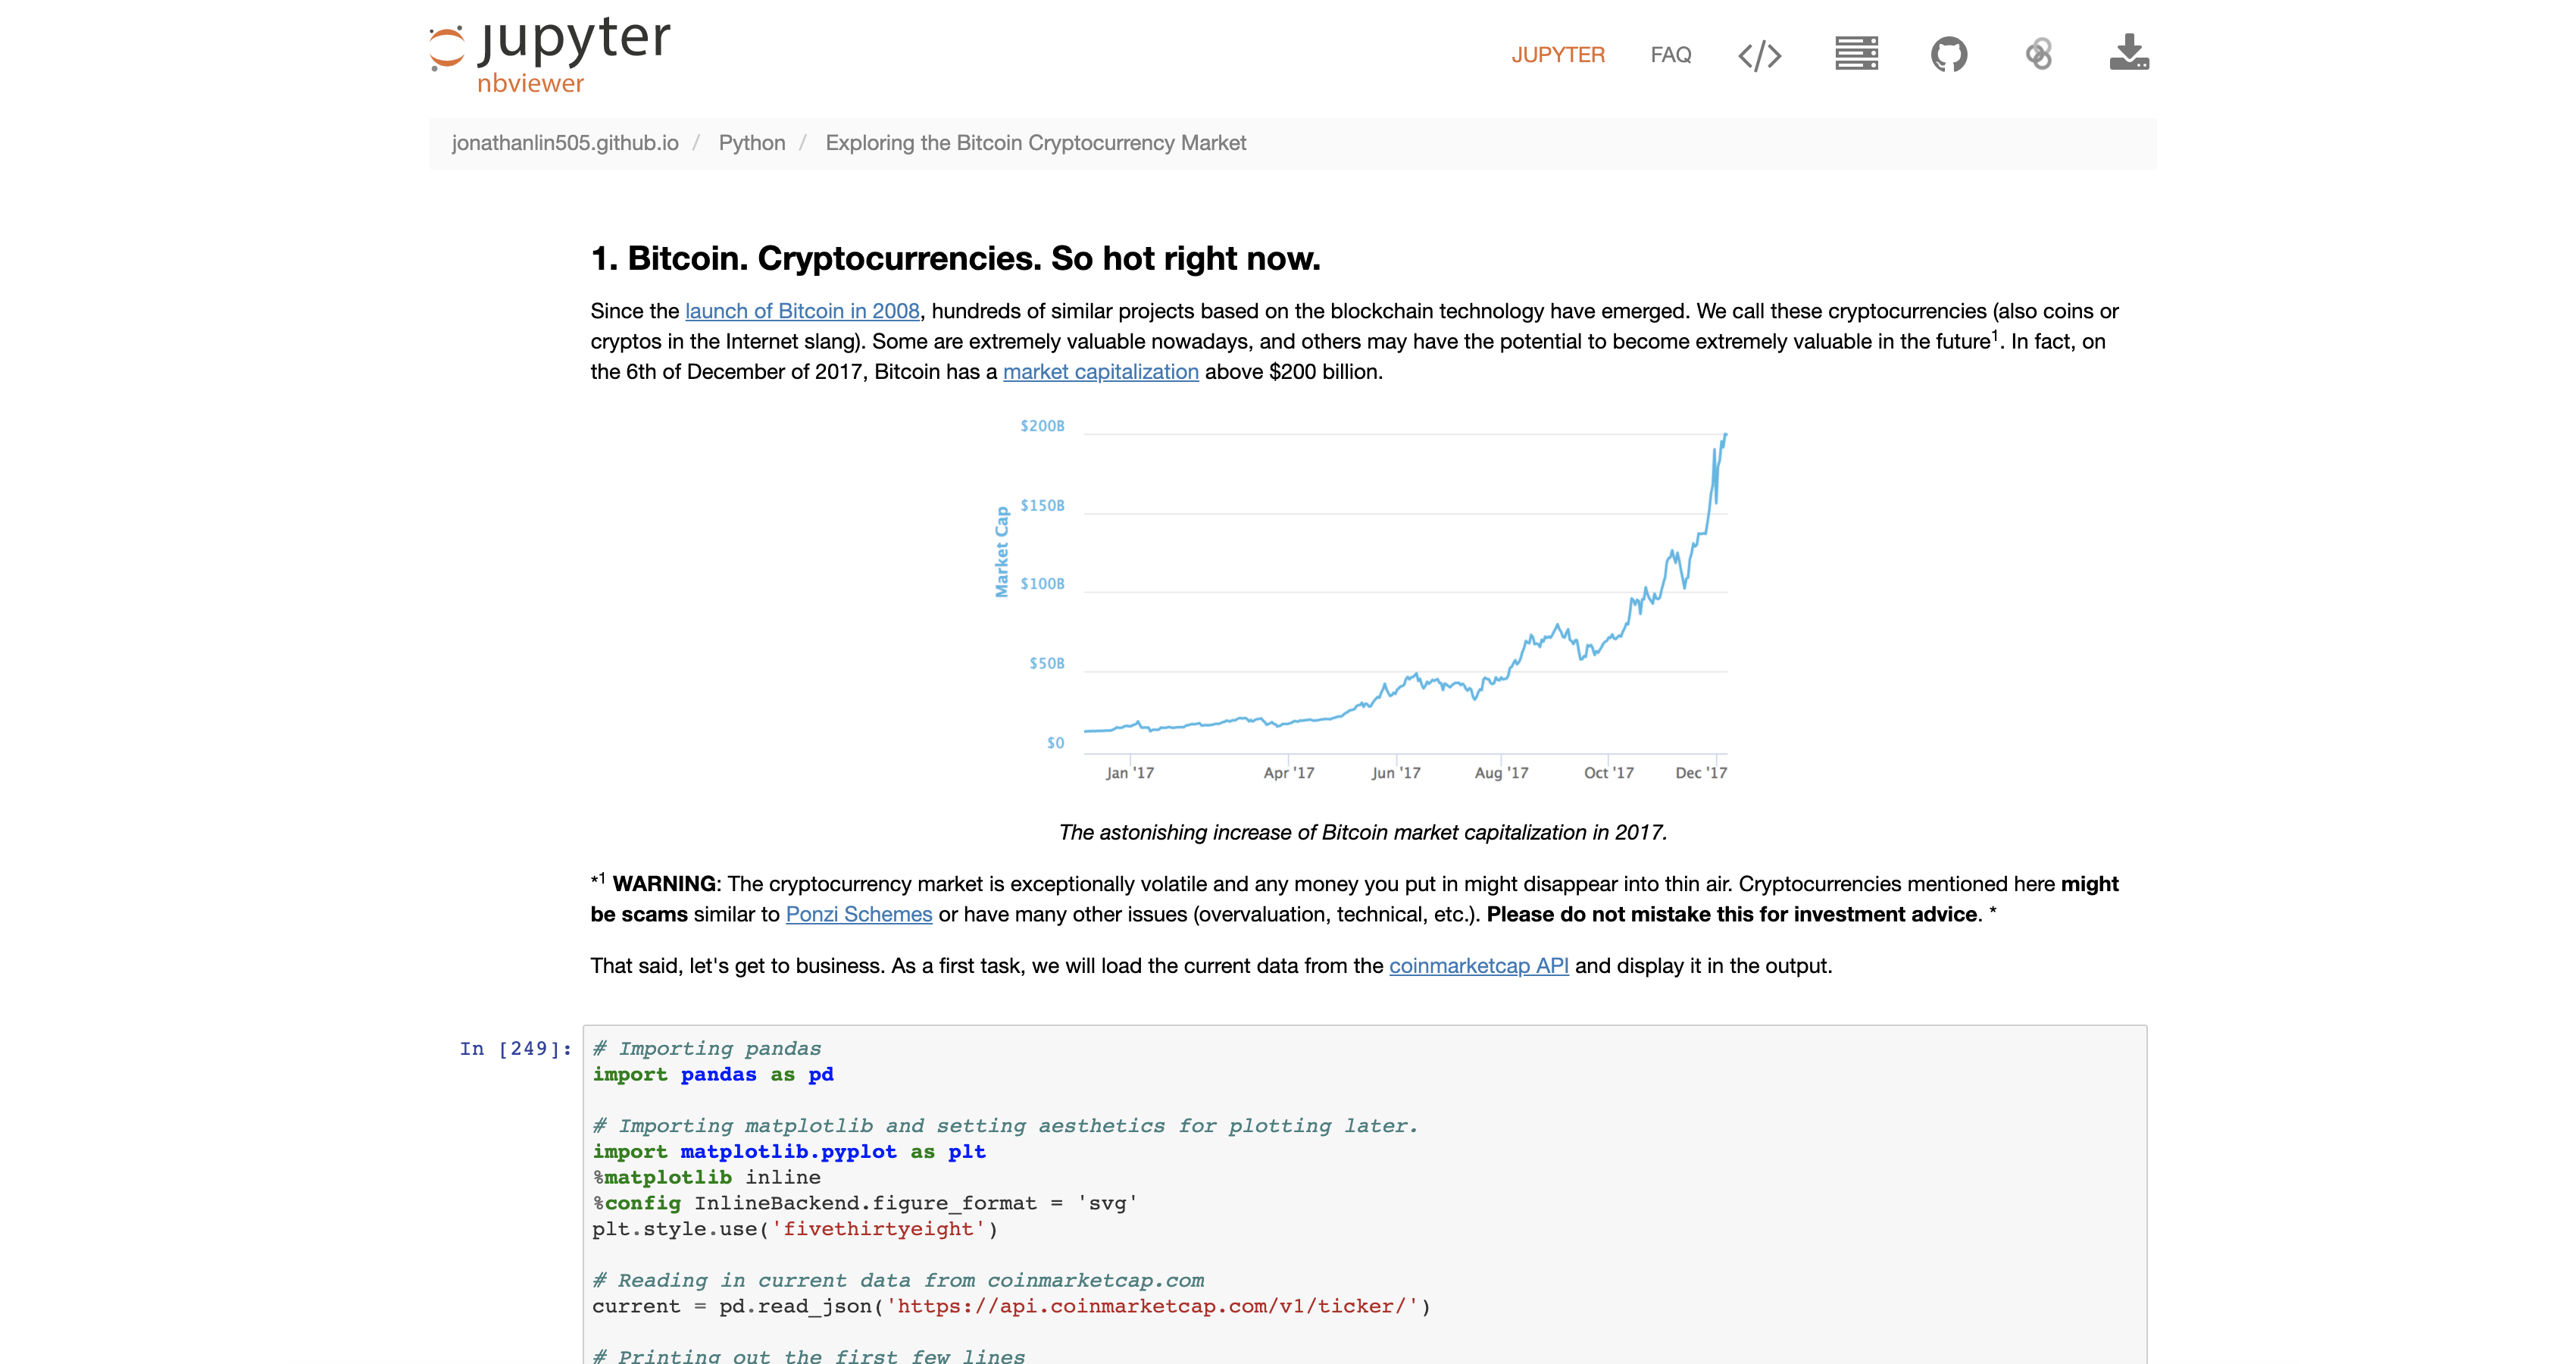 jupyter
nbviewer
JUPYTER FAQ
jonathanlin505.github.io / Python / Exploring the Bitcoin Cryptocurrency Market
1. Bitcoin. Cryptocurrencies. So hot right now.
Since the launch of Bitcoin in 2008, hundreds of similar projects based on the blockchain technology have emerged. We call these cryptocurrencies (also coins or
cryptos in the Internet slang). Some are extremely valuable nowadays, and others may have the potential to become extremely valuable in the future¹. In fact, on
the 6th of December of 2017, Bitcoin has a market capitalization above $200 billion.
$200B
$150B
$100B
$50B
$0
Market Cap
Jan '17 Apr '17 Jun '17 Aug '17 Oct '17 Dec '17
The astonishing increase of Bitcoin market capitalization in 2017.
*¹ WARNING: The cryptocurrency market is exceptionally volatile and any money you put in might disappear into thin air. Cryptocurrencies mentioned here might
be scams similar to Ponzi Schemes or have many other issues (overvaluation, technical, etc.). Please do not mistake this for investment advice. *
That said, let's get to business. As a first task, we will load the current data from the coinmarketcap API and display it in the output.
In [249]:
# Importing pandas
import pandas as pd
# Importing matplotlib and setting aesthetics for plotting later.
import matplotlib.pyplot as plt
%matplotlib inline
%config InlineBackend.figure_format = 'svg'
plt.style.use('fivethirtyeight')
# Reading in current data from coinmarketcap.com
current = pd.read_json('https://api.coinmarketcap.com/v1/ticker/')
# Printing out the first few lines